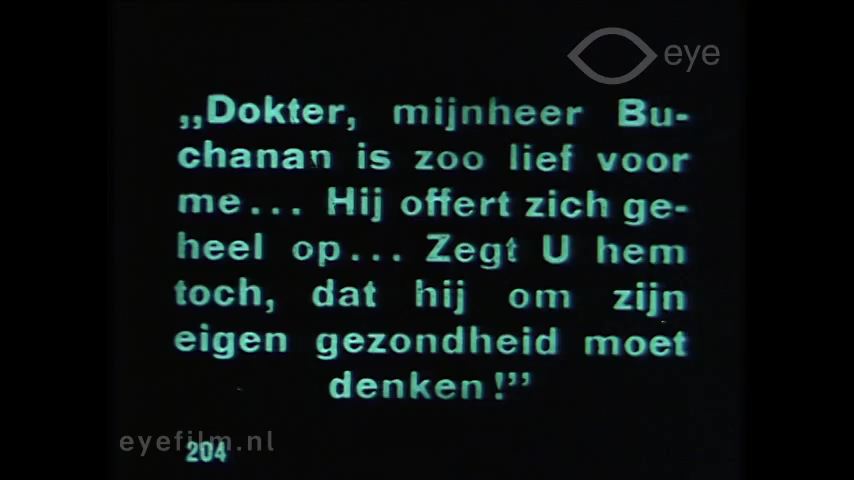 eye
„Dokter, mijnheer Bu-
chanan is zoo lief voor
me... Hij offert zich ge-
heel op... Zegt U hem
toch, dat hij om zijn
eigen gezondheid moet
denken!”
eyefilm.nl
204